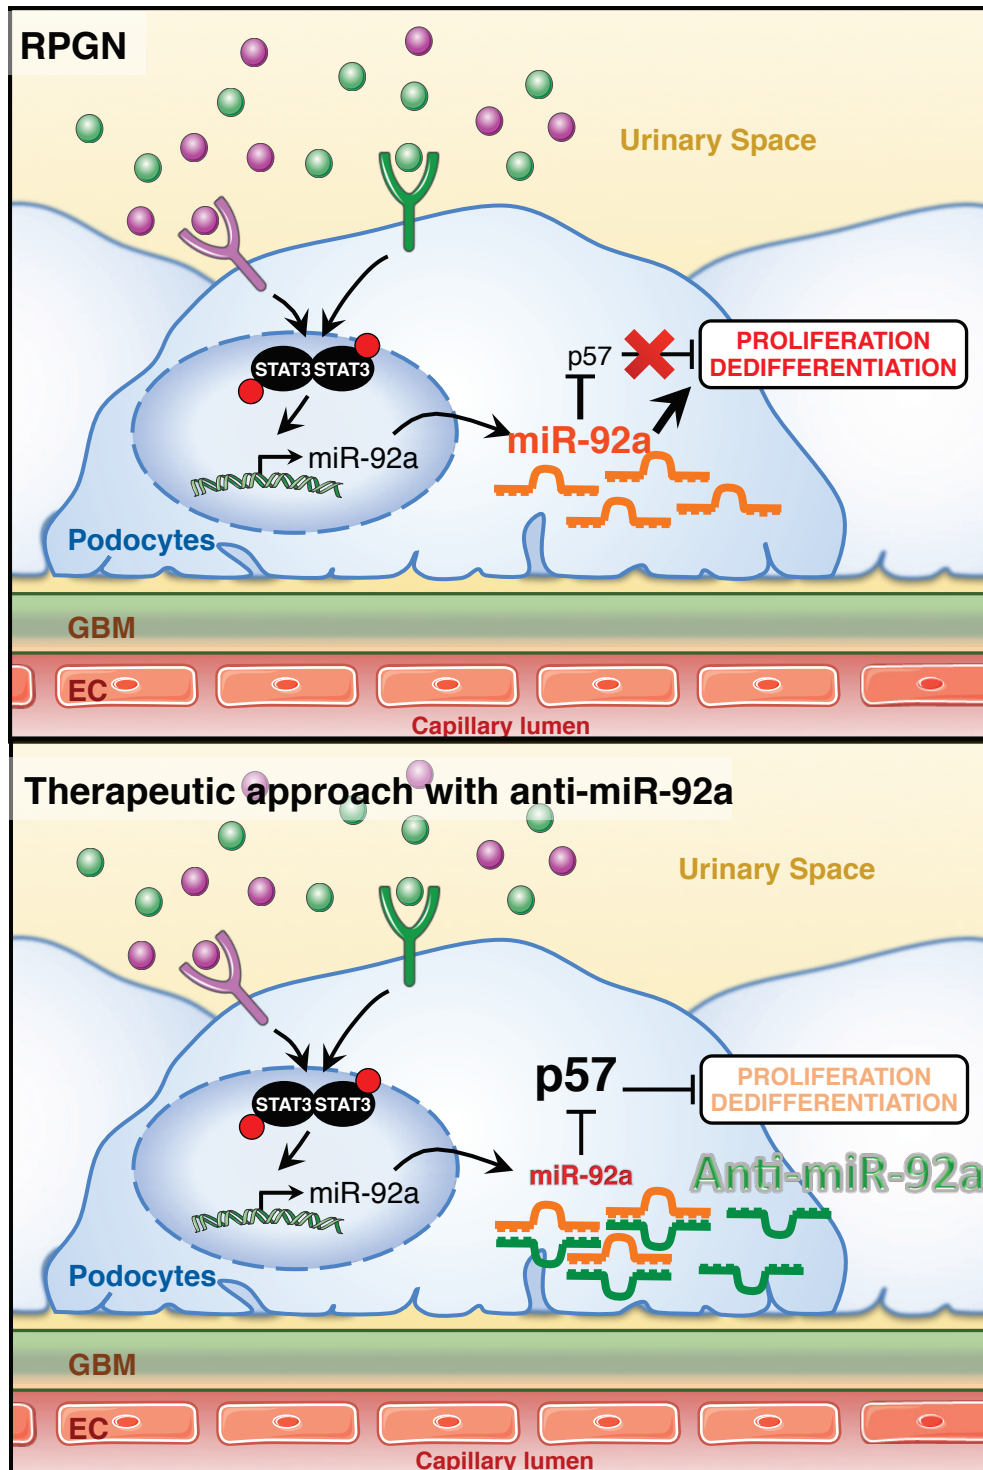 RPGN
Urinary Space
STAT3 STAT3
p57
PROLIFERATION
DEDIFFERENTIATION
miR-92a
miR-92a
Podocytes
GBM
EC
Capillary lumen
Therapeutic approach with anti-miR-92a
Urinary Space
p57
PROLIFERATION
DEDIFFERENTIATION
STAT3 STAT3
miR-92a
Anti-miR-92a
miR-92a
Podocytes
GBM
EC
Capillary lumen